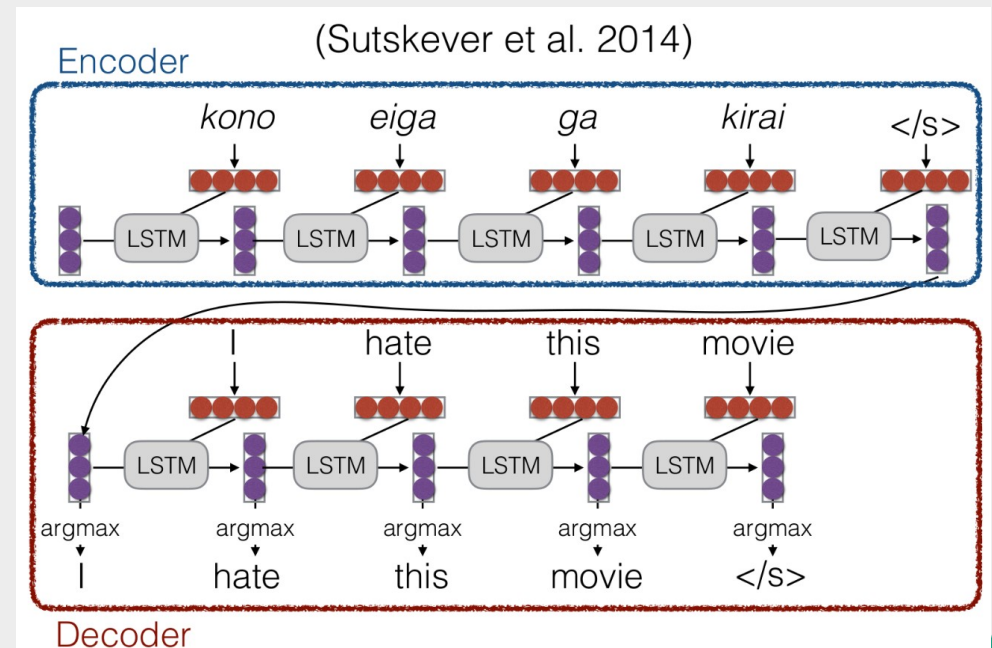 (Sutskever et al. 2014)
Encoder
kono eiga ga kirai </s>
LSTM LSTM LSTM LSTM LSTM
I hate this movie
LSTM LSTM LSTM LSTM
argmax argmax argmax argmax argmax
I hate this movie </s>
Decoder